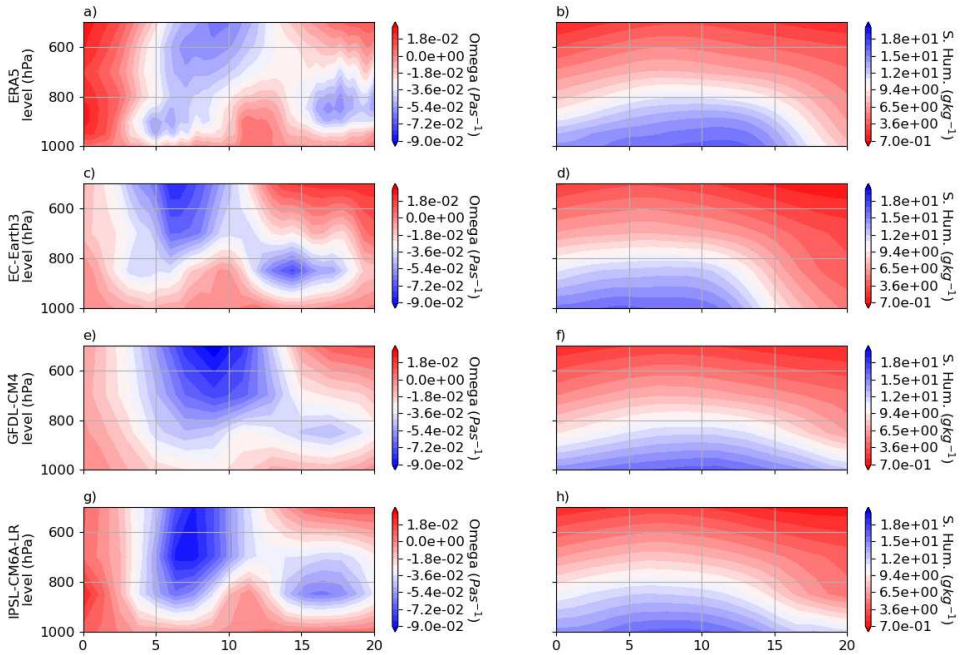 a)
600
800
1000
ERA5
level (hPa)
1.8e-02
0.0e+00
-1.8e-02
-3.6e-02
-5.4e-02
-7.2e-02
-9.0e-02
Omega (Pas⁻¹)
b)
1.8e+01
1.5e+01
1.2e+01
9.4e+00
6.5e+00
3.6e+00
7.0e-01
S. Hum. (gkg⁻¹)
c)
600
800
1000
EC-Earth3
level (hPa)
1.8e-02
0.0e+00
-1.8e-02
-3.6e-02
-5.4e-02
-7.2e-02
-9.0e-02
Omega (Pas⁻¹)
d)
1.8e+01
1.5e+01
1.2e+01
9.4e+00
6.5e+00
3.6e+00
7.0e-01
S. Hum. (gkg⁻¹)
e)
600
800
1000
GFDL-CM4
level (hPa)
1.8e-02
0.0e+00
-1.8e-02
-3.6e-02
-5.4e-02
-7.2e-02
-9.0e-02
Omega (Pas⁻¹)
f)
1.8e+01
1.5e+01
1.2e+01
9.4e+00
6.5e+00
3.6e+00
7.0e-01
S. Hum. (gkg⁻¹)
g)
600
800
1000
IPSL-CM6A-LR
level (hPa)
0 5 10 15 20
1.8e-02
0.0e+00
-1.8e-02
-3.6e-02
-5.4e-02
-7.2e-02
-9.0e-02
Omega (Pas⁻¹)
h)
0 5 10 15 20
1.8e+01
1.5e+01
1.2e+01
9.4e+00
6.5e+00
3.6e+00
7.0e-01
S. Hum. (gkg⁻¹)